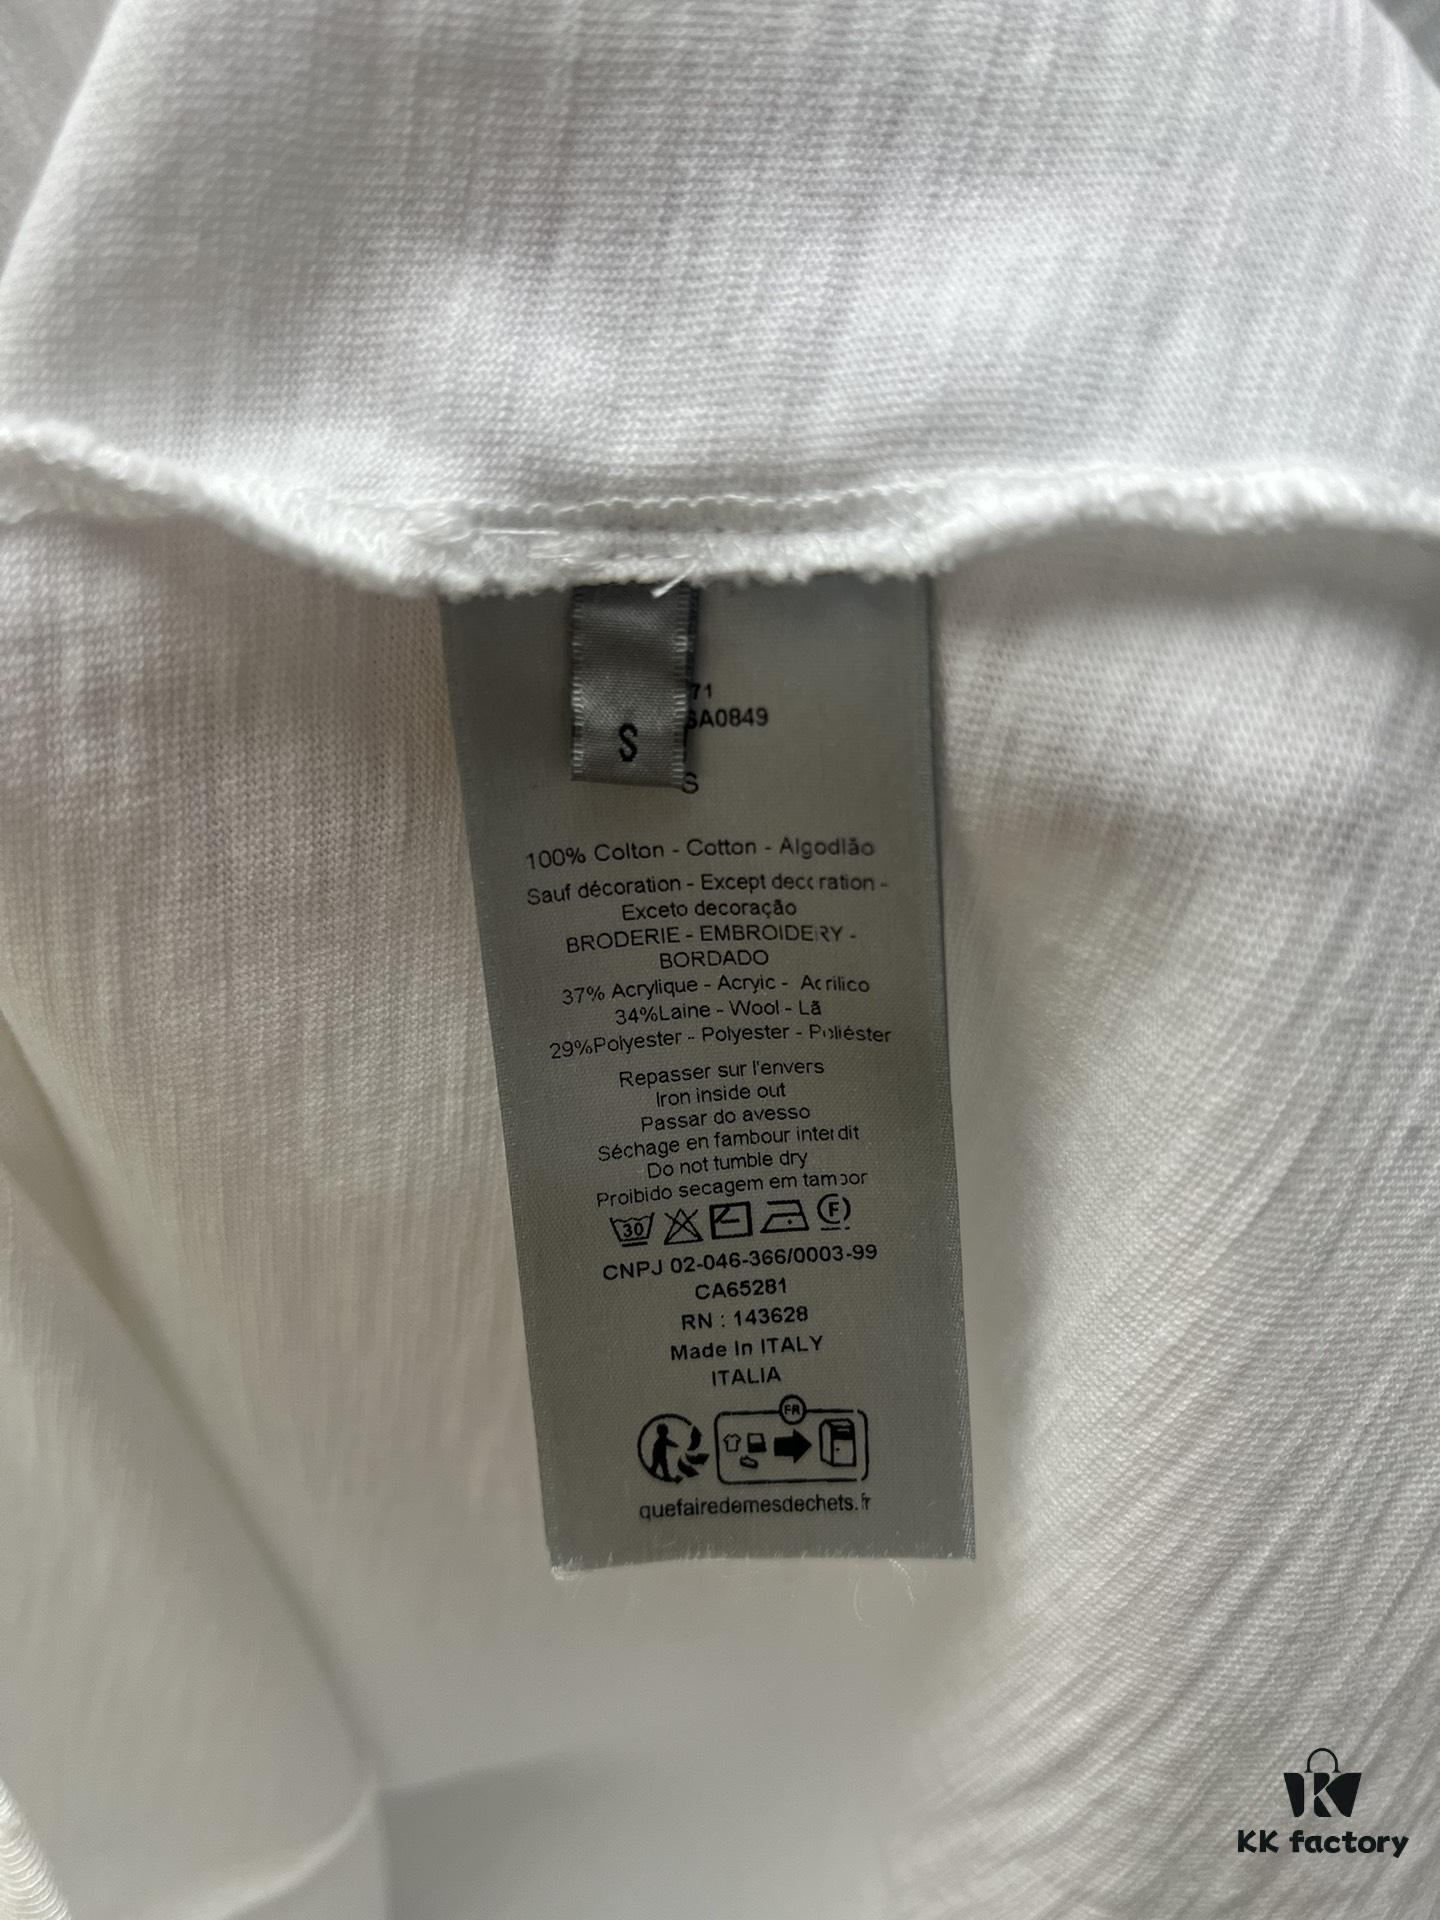 71
SA0849
S
S
100% Colton - Cotton - Algodlão
Sauf décoration - Except decoration -
Exceto decoração
BRODERIE - EMBROIDERY -
BORDADO
37% Acrylique - Acryic - Acrilico
34%Laine - Wool - Lã
29%Polyester - Polyester - Poliéster
Repasser sur l'envers
Iron inside out
Passar do avesso
Séchage en fambour interdit
Do not tumble dry
Proibido secagem em tambor
30 F
CNPJ 02-046-366/0003-99
CA65281
RN : 143628
Made In ITALY
ITALIA
FR
quefairedemesdechets.fr
KK factory